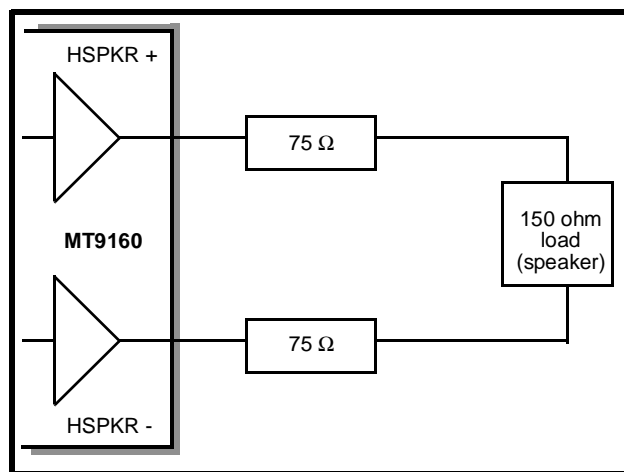 HSPKR +
75 Ω
150 ohm
load
(speaker)
MT9160
75 Ω
HSPKR -